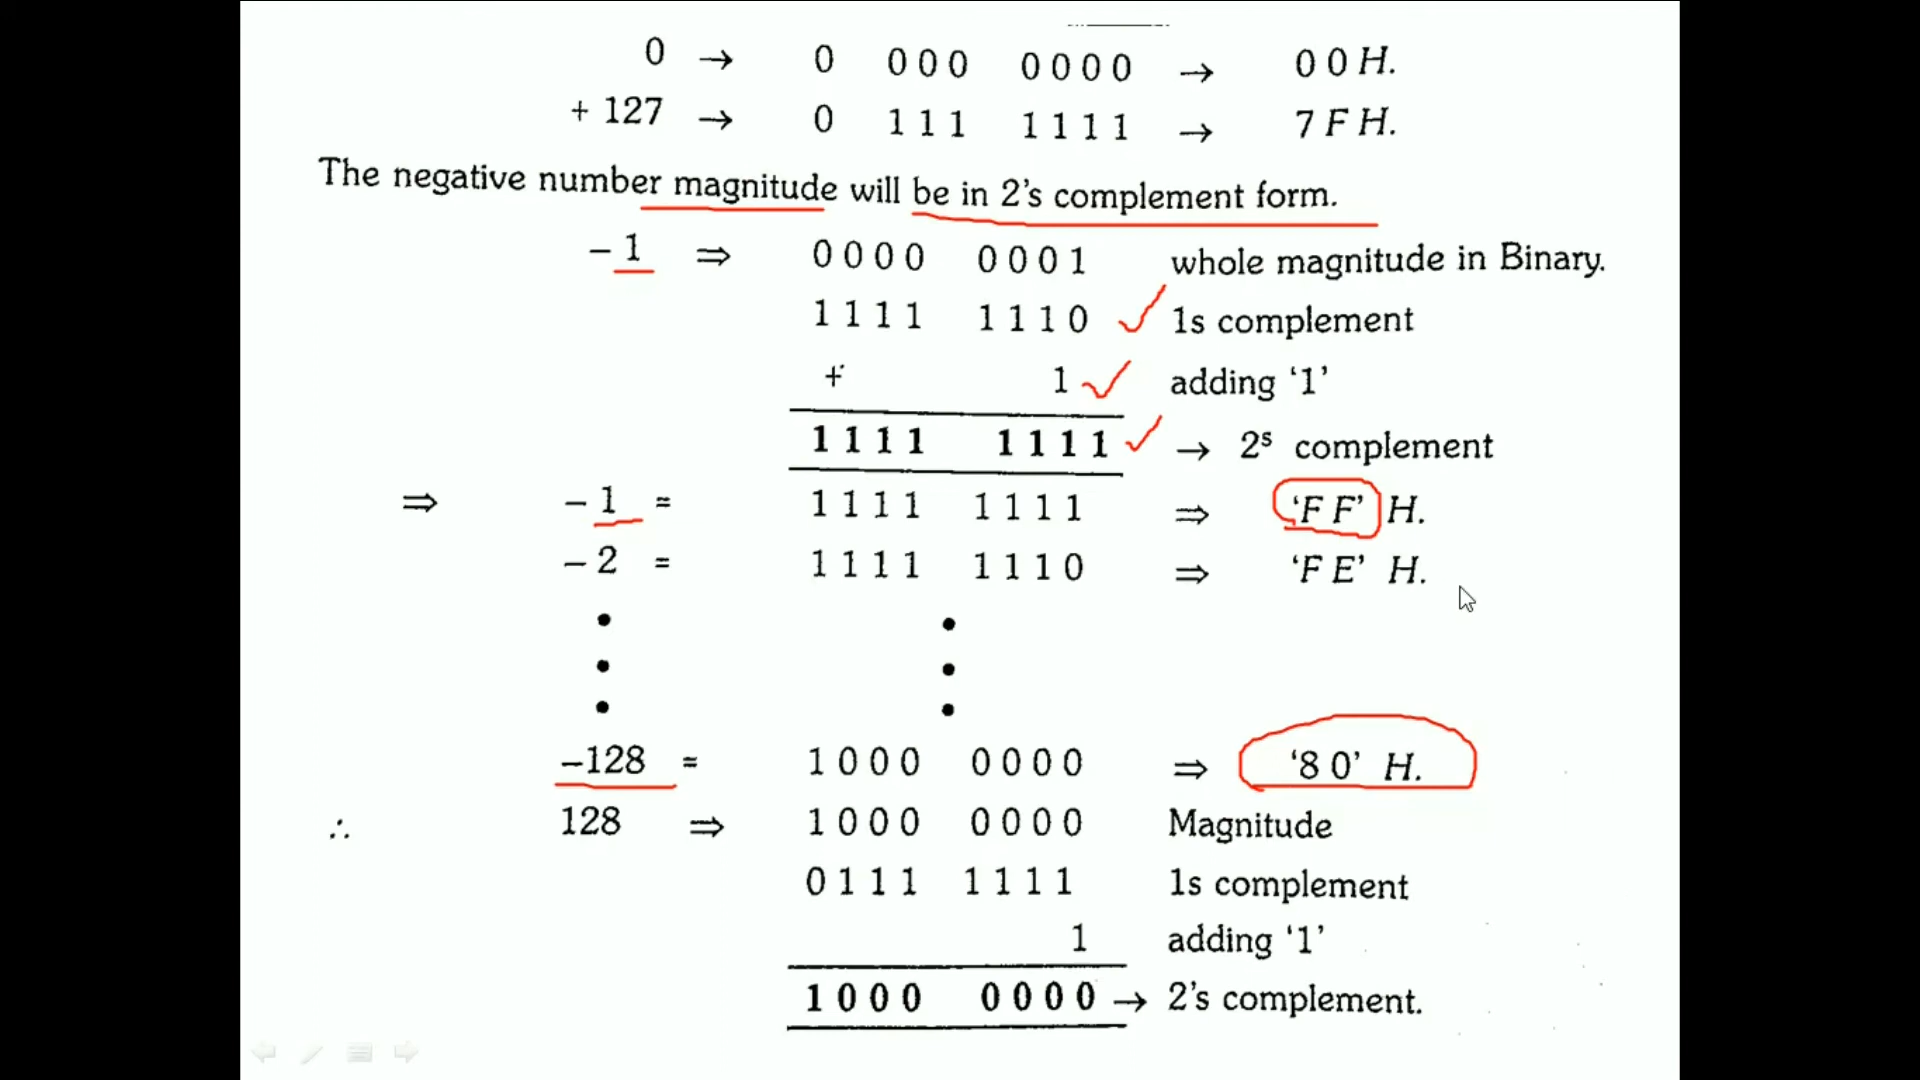 0 → 0 000 0000 → 00H.
+ 127 → 0 111 1111 → 7FH.
The negative number magnitude will be in 2's complement form.
– 1 ⇒ 0000 0001 whole magnitude in Binary.
1111 1110 1s complement
+ 1 adding ‘1’
1111 1111 → 2s complement
⇒ – 1 = 1111 1111 ⇒ ‘FF’ H.
– 2 = 1111 1110 ⇒ ‘FE’ H.
–128 = 1000 0000 ⇒ ‘80’ H.
∴ 128 ⇒ 1000 0000 Magnitude
0111 1111 1s complement
1 adding ‘1’
1000 0000 → 2's complement.